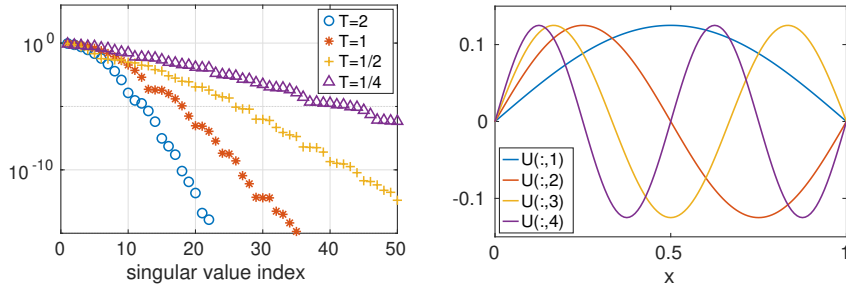 10^0
10^-10
0
10
20
30
40
50
singular value index
T=2
T=1
T=1/2
T=1/4
0.1
0
-0.1
0
0.5
1
x
U(:,1)
U(:,2)
U(:,3)
U(:,4)